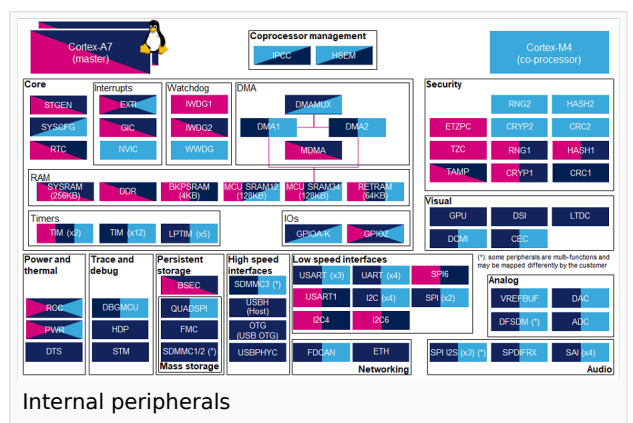 Cortex-A7
(master)
Coprocessor management
IPCC
HSEM
Cortex-M4
(co-processor)
Core
STGEN
SYSCFG
RTC
Interrupts
EXTI
GIC
NVIC
Watchdog
IWDG1
IWDG2
WWDG
DMA
DMAMUX
DMA1
DMA2
MDMA
Security
RNG2
HASH2
ETZPC
CRYP2
CRC2
TZC
RNG1
HASH1
TAMP
CRYP1
CRC1
RAM
SYSRAM
(256KB)
DDR
BKPSRAM
(4KB)
MCU SRAM12
(128KB)
MCU SRAM34
(128KB)
RETRAM
(64KB)
Timers
TIM (x2)
TIM (x12)
LPTIM (x5)
IOs
GPIOA-K
GPIOZ
Visual
GPU
DSI
LTDC
DCMI
CEC
(*): some peripherals are multi-functions and
may be mapped differently by the customer
Power and
thermal
RCC
PWR
DTS
Trace and
debug
DBGMCU
HDP
STM
Persistent
storage
BSEC
QUADSPI
FMC
SDMMC1/2 (*)
Mass storage
High speed
interfaces
SDMMC3 (*)
USBH
(Host)
OTG
(USB OTG)
USBPHYC
Low speed interfaces
USART (x3)
UART (x4)
SPI6
USART1
I2C (x4)
SPI (x2)
I2C4
I2C6
Analog
VREFBUF
DAC
DFSDM (*)
ADC
FDCAN
ETH
Networking
SPI I2S (x3) (*)
SPDIFRX
SAI (x4)
Audio
Internal peripherals